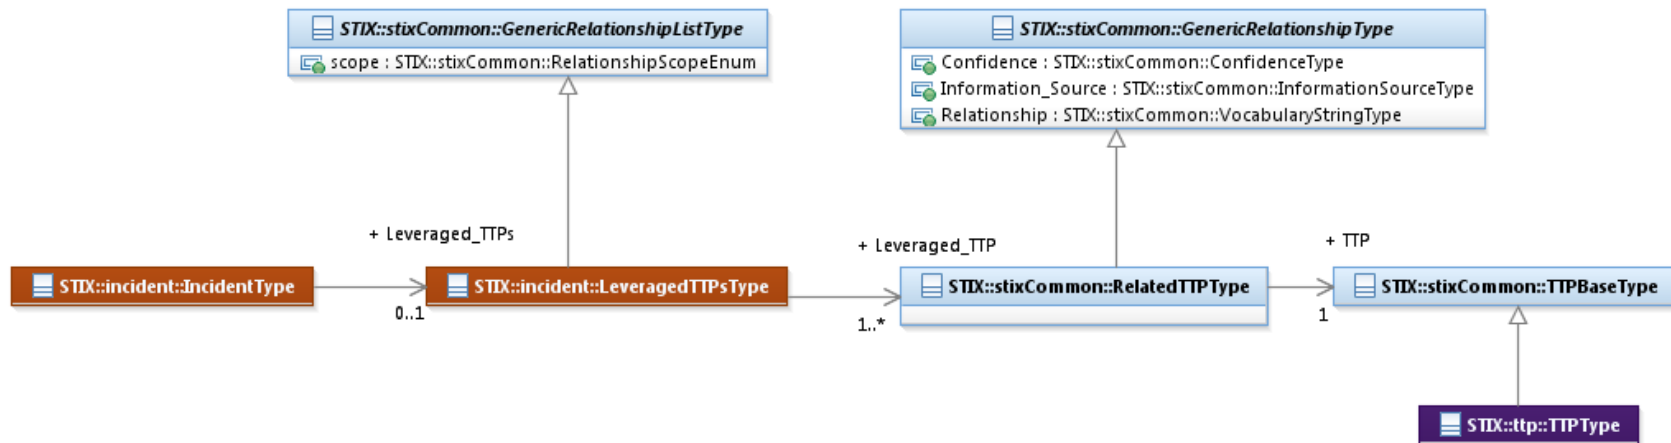 STIX::stixCommon::GenericRelationshipListType
scope : STIX::stixCommon::RelationshipScopeEnum
STIX::stixCommon::GenericRelationshipType
Confidence : STIX::stixCommon::ConfidenceType
Information_Source : STIX::stixCommon::InformationSourceType
Relationship : STIX::stixCommon::VocabularyStringType
+ Leveraged_TTPs
+ Leveraged_TTP
+ TTP
STIX::incident::IncidentType
STIX::incident::LeveragedTTPsType
STIX::stixCommon::RelatedTTPType
STIX::stixCommon::TTPBaseType
0..1
1..*
1
STIX::ttp::TTPType